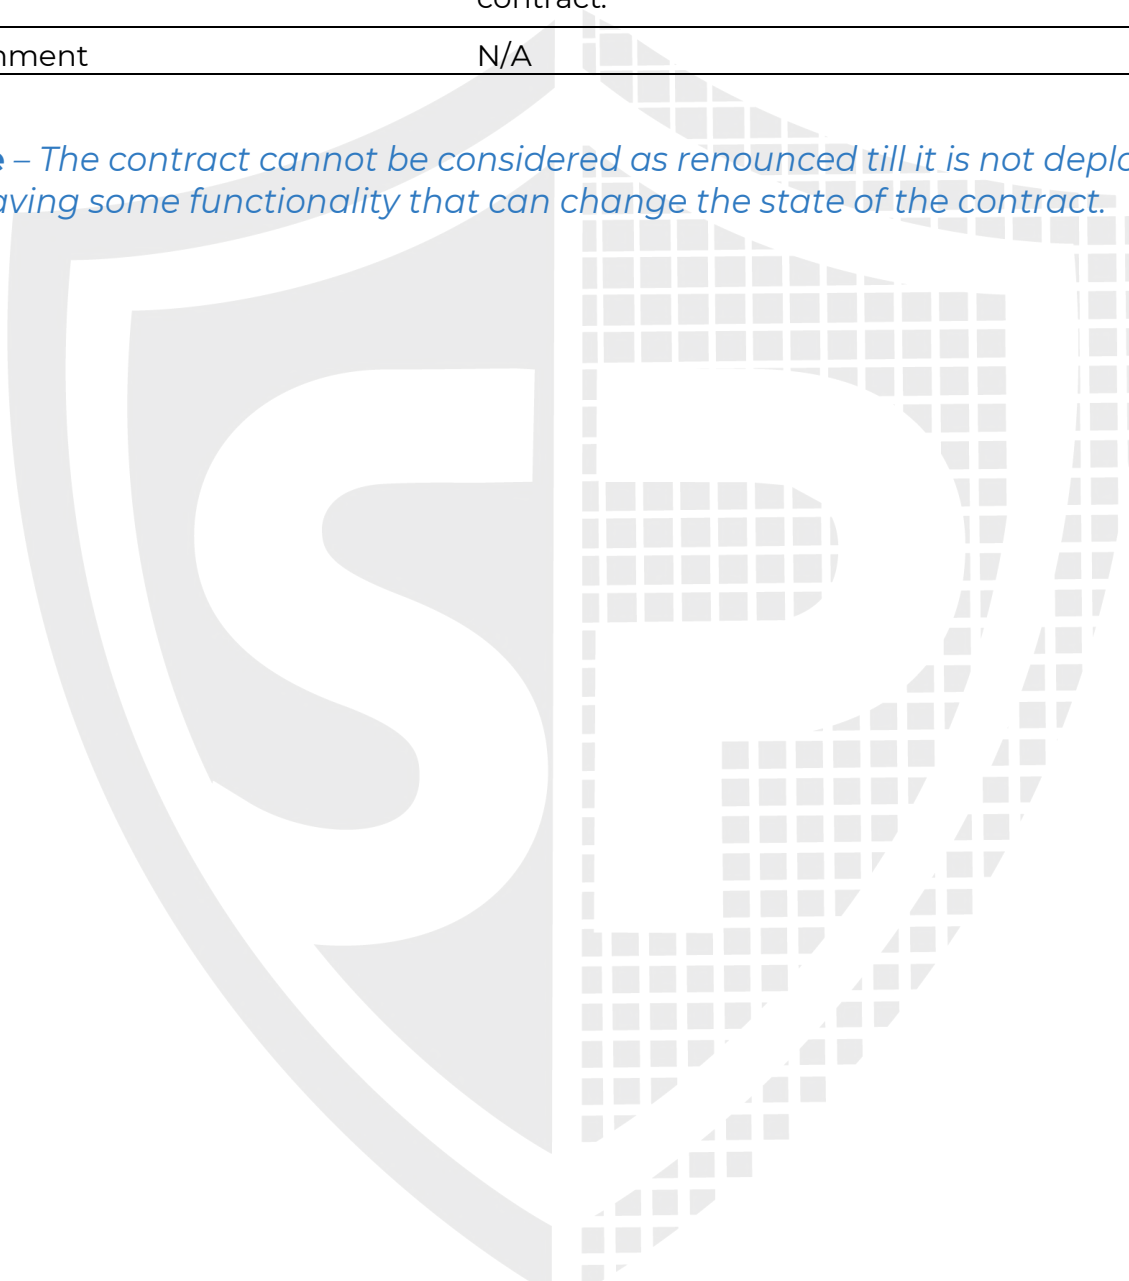 contract.
nment N/A
e – The contract cannot be considered as renounced till it is not deplo
aving some functionality that can change the state of the contract.
SP